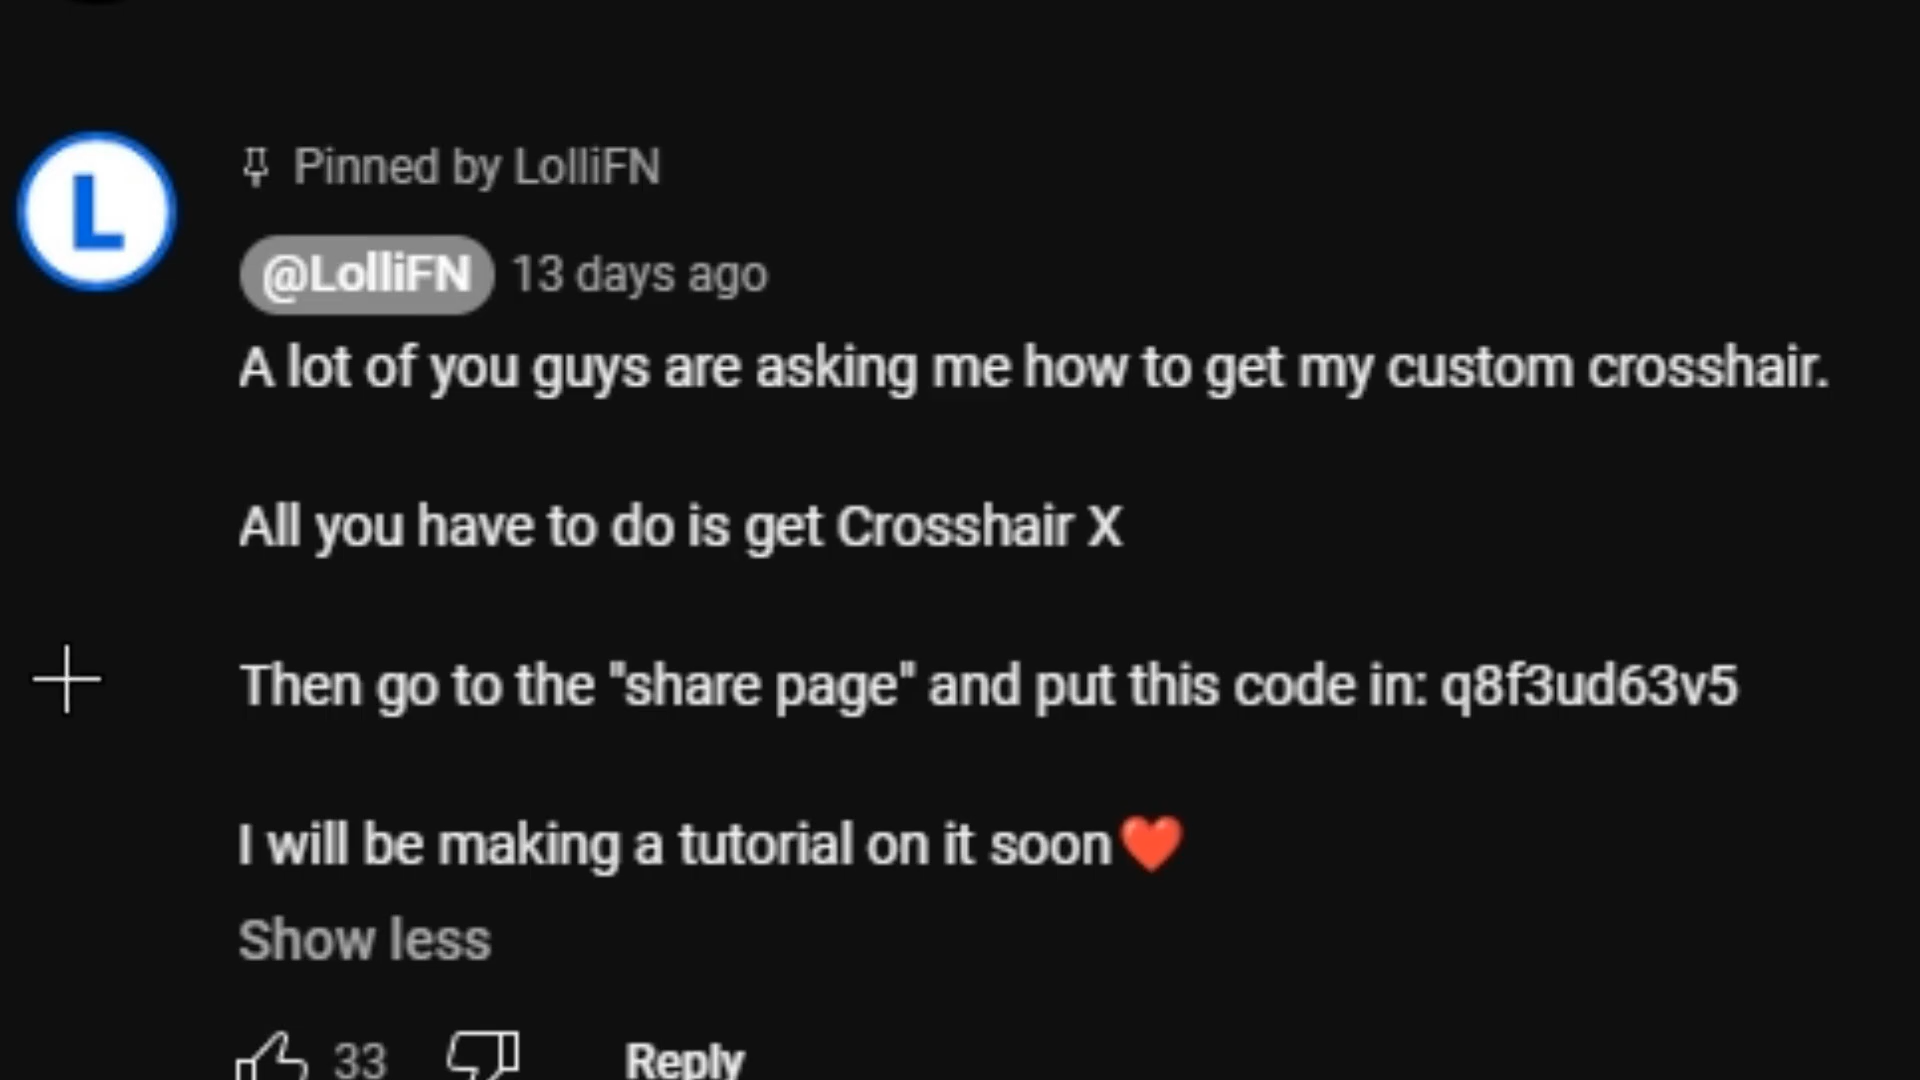 L
Pinned by LolliFN
@LolliFN 13 days ago
A lot of you guys are asking me how to get my custom crosshair.
All you have to do is get Crosshair X
Then go to the "share page" and put this code in: q8f3ud63v5
I will be making a tutorial on it soon❤️
Show less
33 Reply